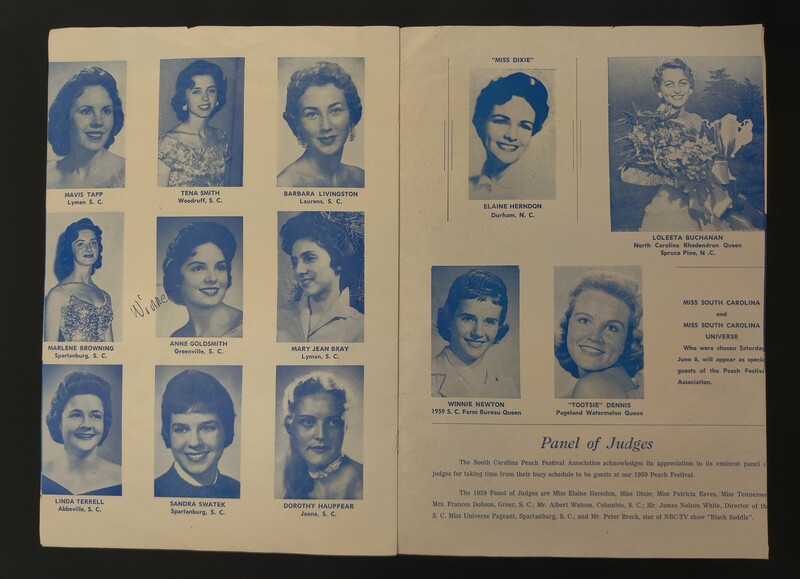 MAVIS TAPP
Lyman S. C.
TENA SMITH
Woodruff, S. C.
BARBARA LIVINGSTON
Laurens, S. C.
MARLENE BROWNING
Spartanburg, S. C.
ANNE GOLDSMITH
Greenville, S. C.
MARY JEAN BRAY
Lyman, S. C.
LINDA TERRELL
Abbeville, S. C.
SANDRA SWATEK
Spartanburg, S. C.
DOROTHY HAUPFEAR
Joana, S. C.
"MISS DIXIE"
ELAINE HERNDON
Durham, N. C.
LOLEETA BUCHANAN
North Carolina Rhodendron Queen
Spruce Pine, N .C.
WINNIE NEWTON
1959 S. C. Farm Bureau Queen
"TOOTSIE" DENNIS
Pageland Watermelon Queen
MISS SOUTH CAROLINA
and
MISS SOUTH CAROLINA
UNIVERSE
Who were chosen Saturday
June 6, will appear as
guests of the Peach
Association.
Panel of Judges
The South Carolina Peach Festival Association acknowledges its appreciation to its eminent panel
judges for taking time from their busy schedule to be guests at our 1959 Peach Festival.
The 1959 Panel of Judges are Miss Elaine Herndon, Miss Dixie; Miss Patricia Eaves, Miss Tennessee
Mrs. Frances Dobson, Greer, S. C.; Mr. Albert Watson, Columbia, S. C.; Mr. James Nelson White, Director of
S. C. Miss Universe Pageant, Spartanburg, S. C.; and Mr. Peter Breck, star of NBC-TV show "Black Saddle".